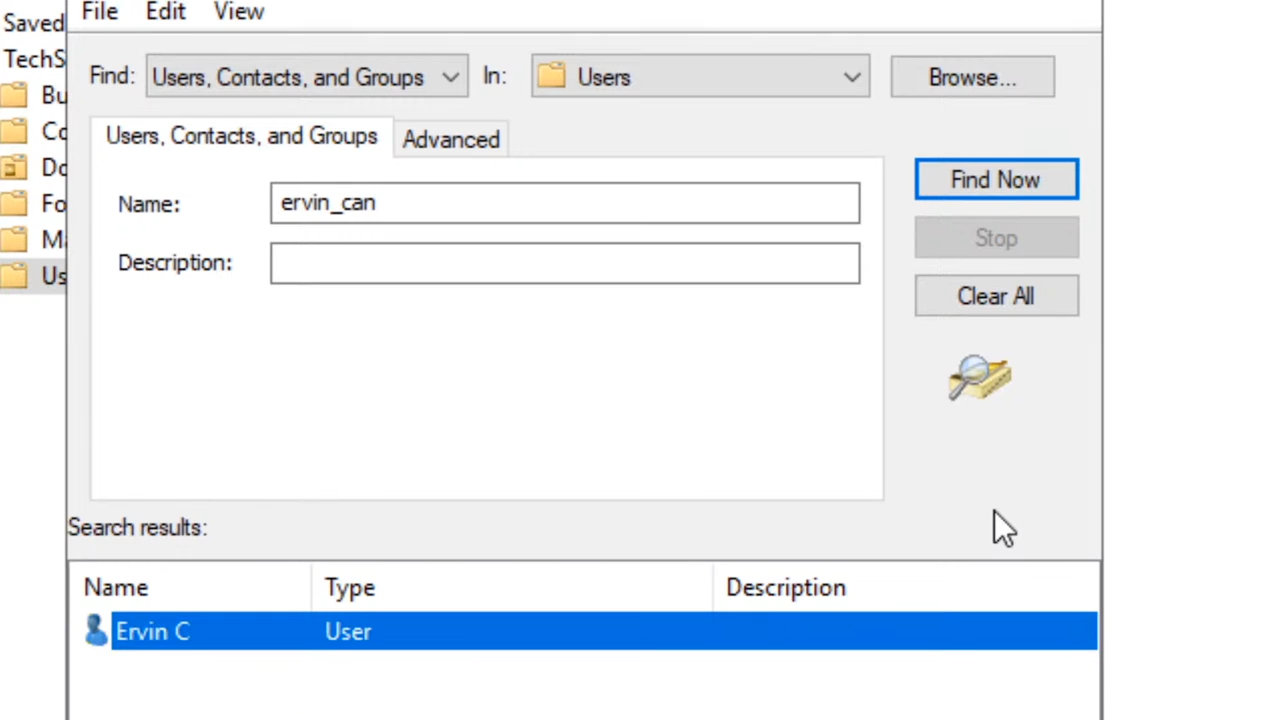 File Edit View
Saved
TechS
Find: Users, Contacts, and Groups In: Users Browse...
Bu
Co
Users, Contacts, and Groups Advanced
Do
Find Now
Name: ervin_can
Fo
Stop
Ma
Description:
Us
Clear All
Search results:
Name Type Description
Ervin C User